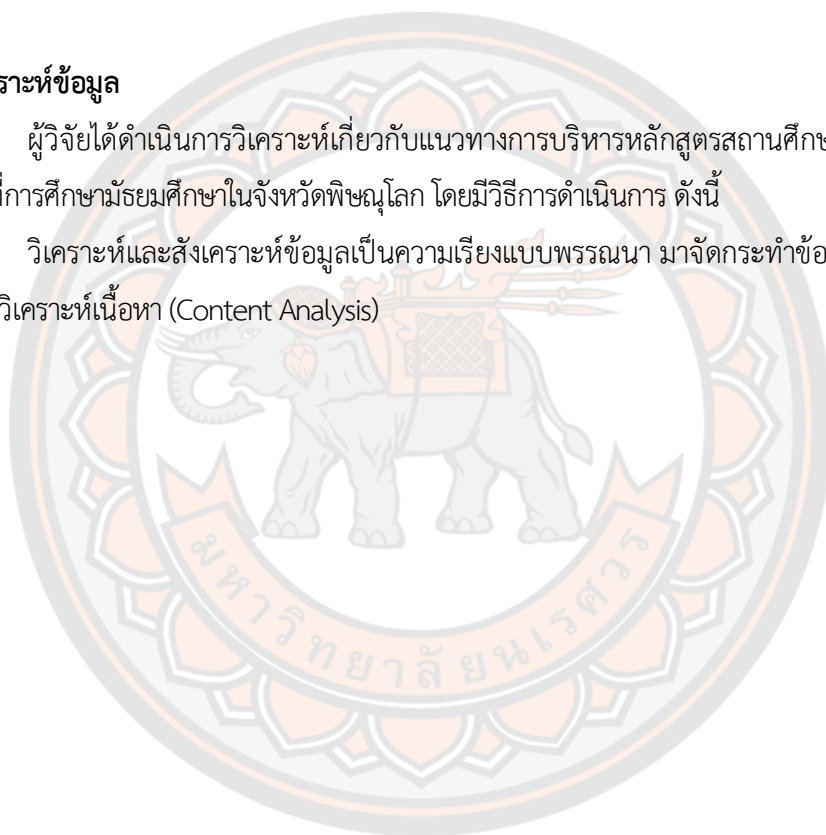 ราะห์ข้อมูล
ผู้วิจัยได้ดำเนินการวิเคราะห์เกี่ยวกับแนวทางการบริหารหลักสูตรสถานศึกษ
ที่การศึกษามัธยมศึกษาในจังหวัดพิษณุโลก โดยมีวิธีการดำเนินการ ดังนี้
วิเคราะห์และสังเคราะห์ข้อมูลเป็นความเรียงแบบพรรณนา มาจัดกระทำข้อ
วิเคราะห์เนื้อหา (Content Analysis)
มหาวิทยาลัยนเรศวร